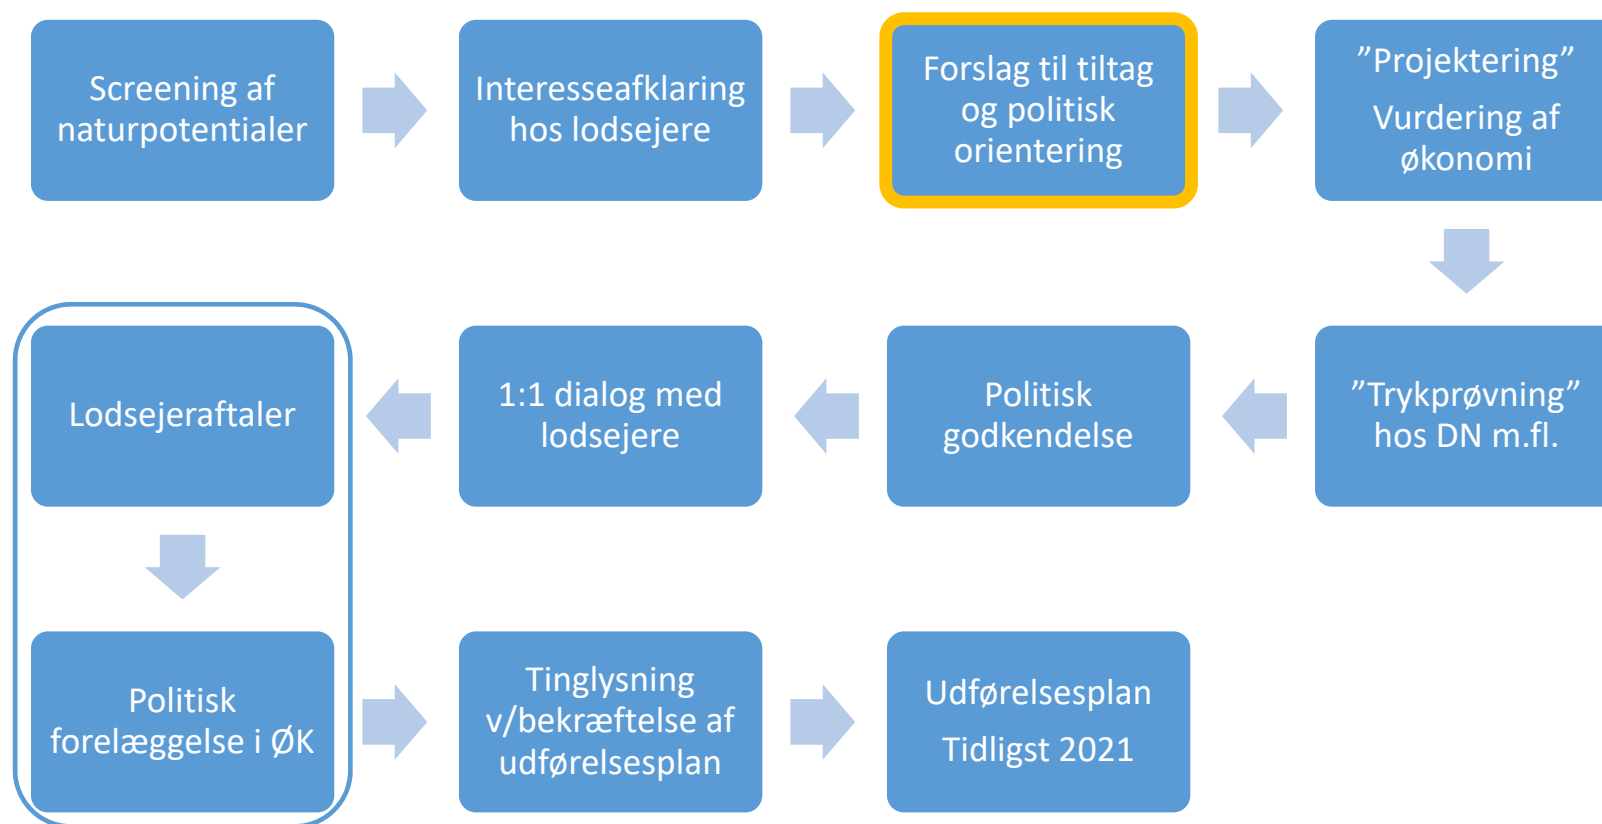 Screening af
naturpotentialer
Interesseafklaring
hos lodsejere
Forslag til tiltag
og politisk
orientering
”Projektering”
Vurdering af
økonomi
”Trykprøvning”
hos DN m.fl.
Politisk
godkendelse
1:1 dialog med
lodsejere
Lodsejeraftaler
Politisk
forelæggelse i ØK
Tinglysning
v/bekræftelse af
udførelsesplan
Udførelsesplan
Tidligst 2021